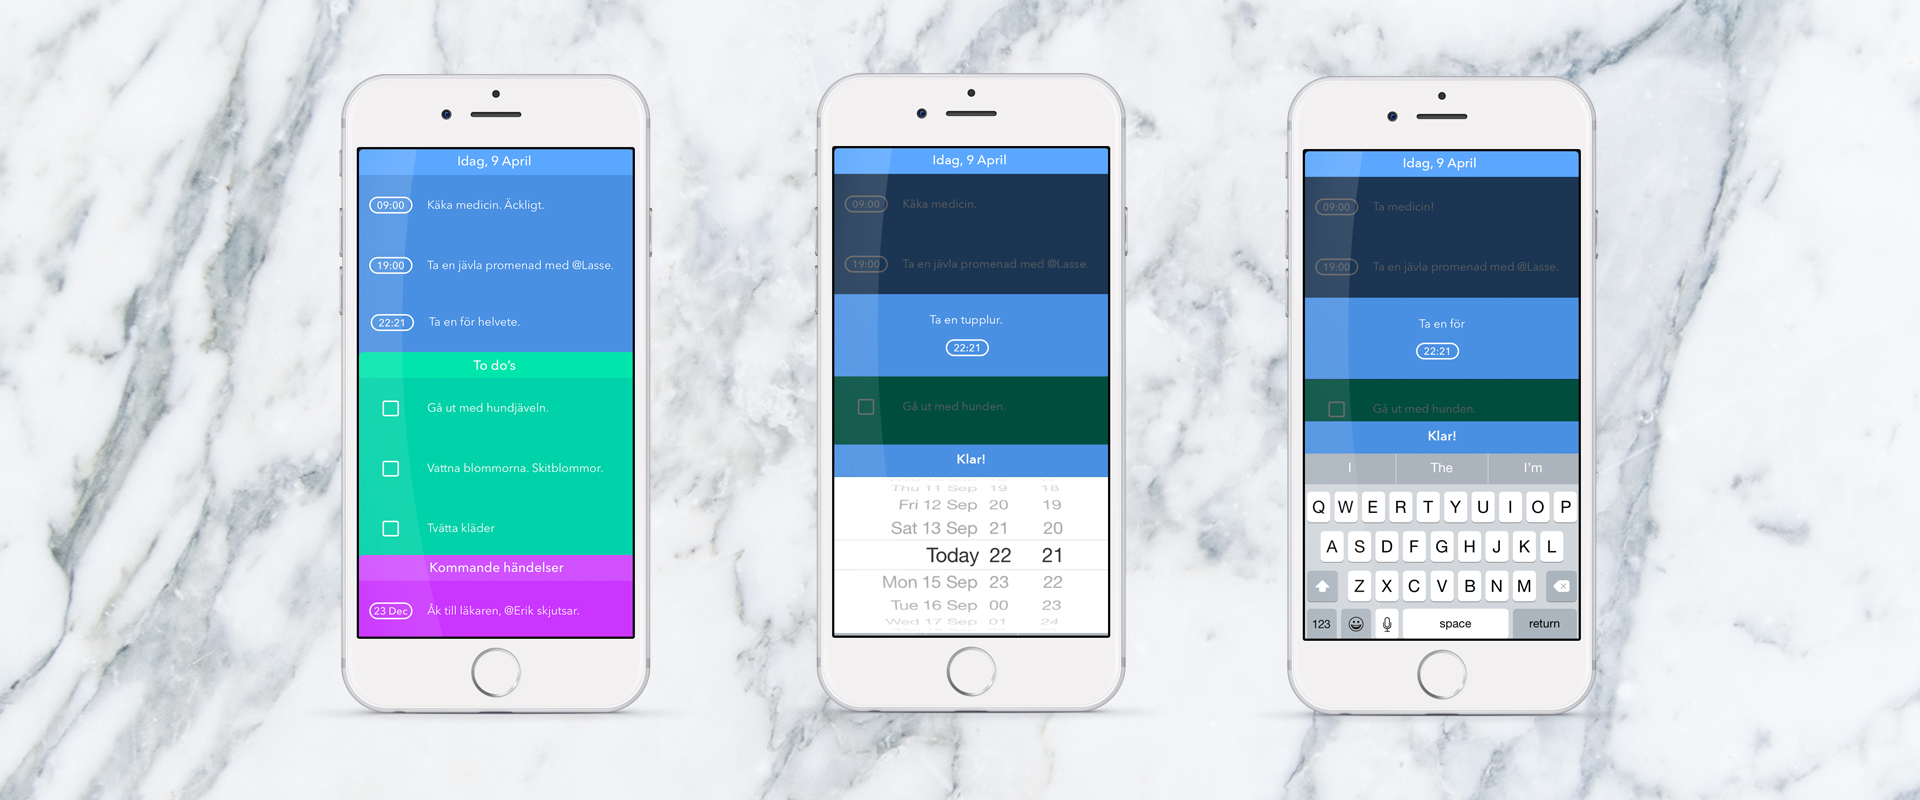 Idag, 9 April
09:00 Käka medicin. Äckligt.
19:00 Ta en jävla promenad med @Lasse.
22:21 Ta en för helvete.
To do's
Gå ut med hundjäveln.
Vattna blommorna. Skitblommor.
Tvätta kläder
Kommande händelser
23 Dec Åk till läkaren, @Erik skjutsar.
Idag, 9 April
09:00 Käka medicin.
19:00 Ta en jävla promenad med @Lasse.
Ta en tupplur.
22:21
Gå ut med hunden.
Klar!
Thu 11 Sep 19 18
Fri 12 Sep 20 19
Sat 13 Sep 21 20
Today 22 21
Mon 15 Sep 23 22
Tue 16 Sep 00 23
Wed 17 Sep 01 24
Idag, 9 April
09:00 Ta medicin!
19:00 Ta en jävla promenad med @Lasse.
Ta en för
22:21
Gå ut med hunden.
Klar!
I The I'm
Q W E R T Y U I O P
A S D F G H J K L
Z X C V B N M
123 space return